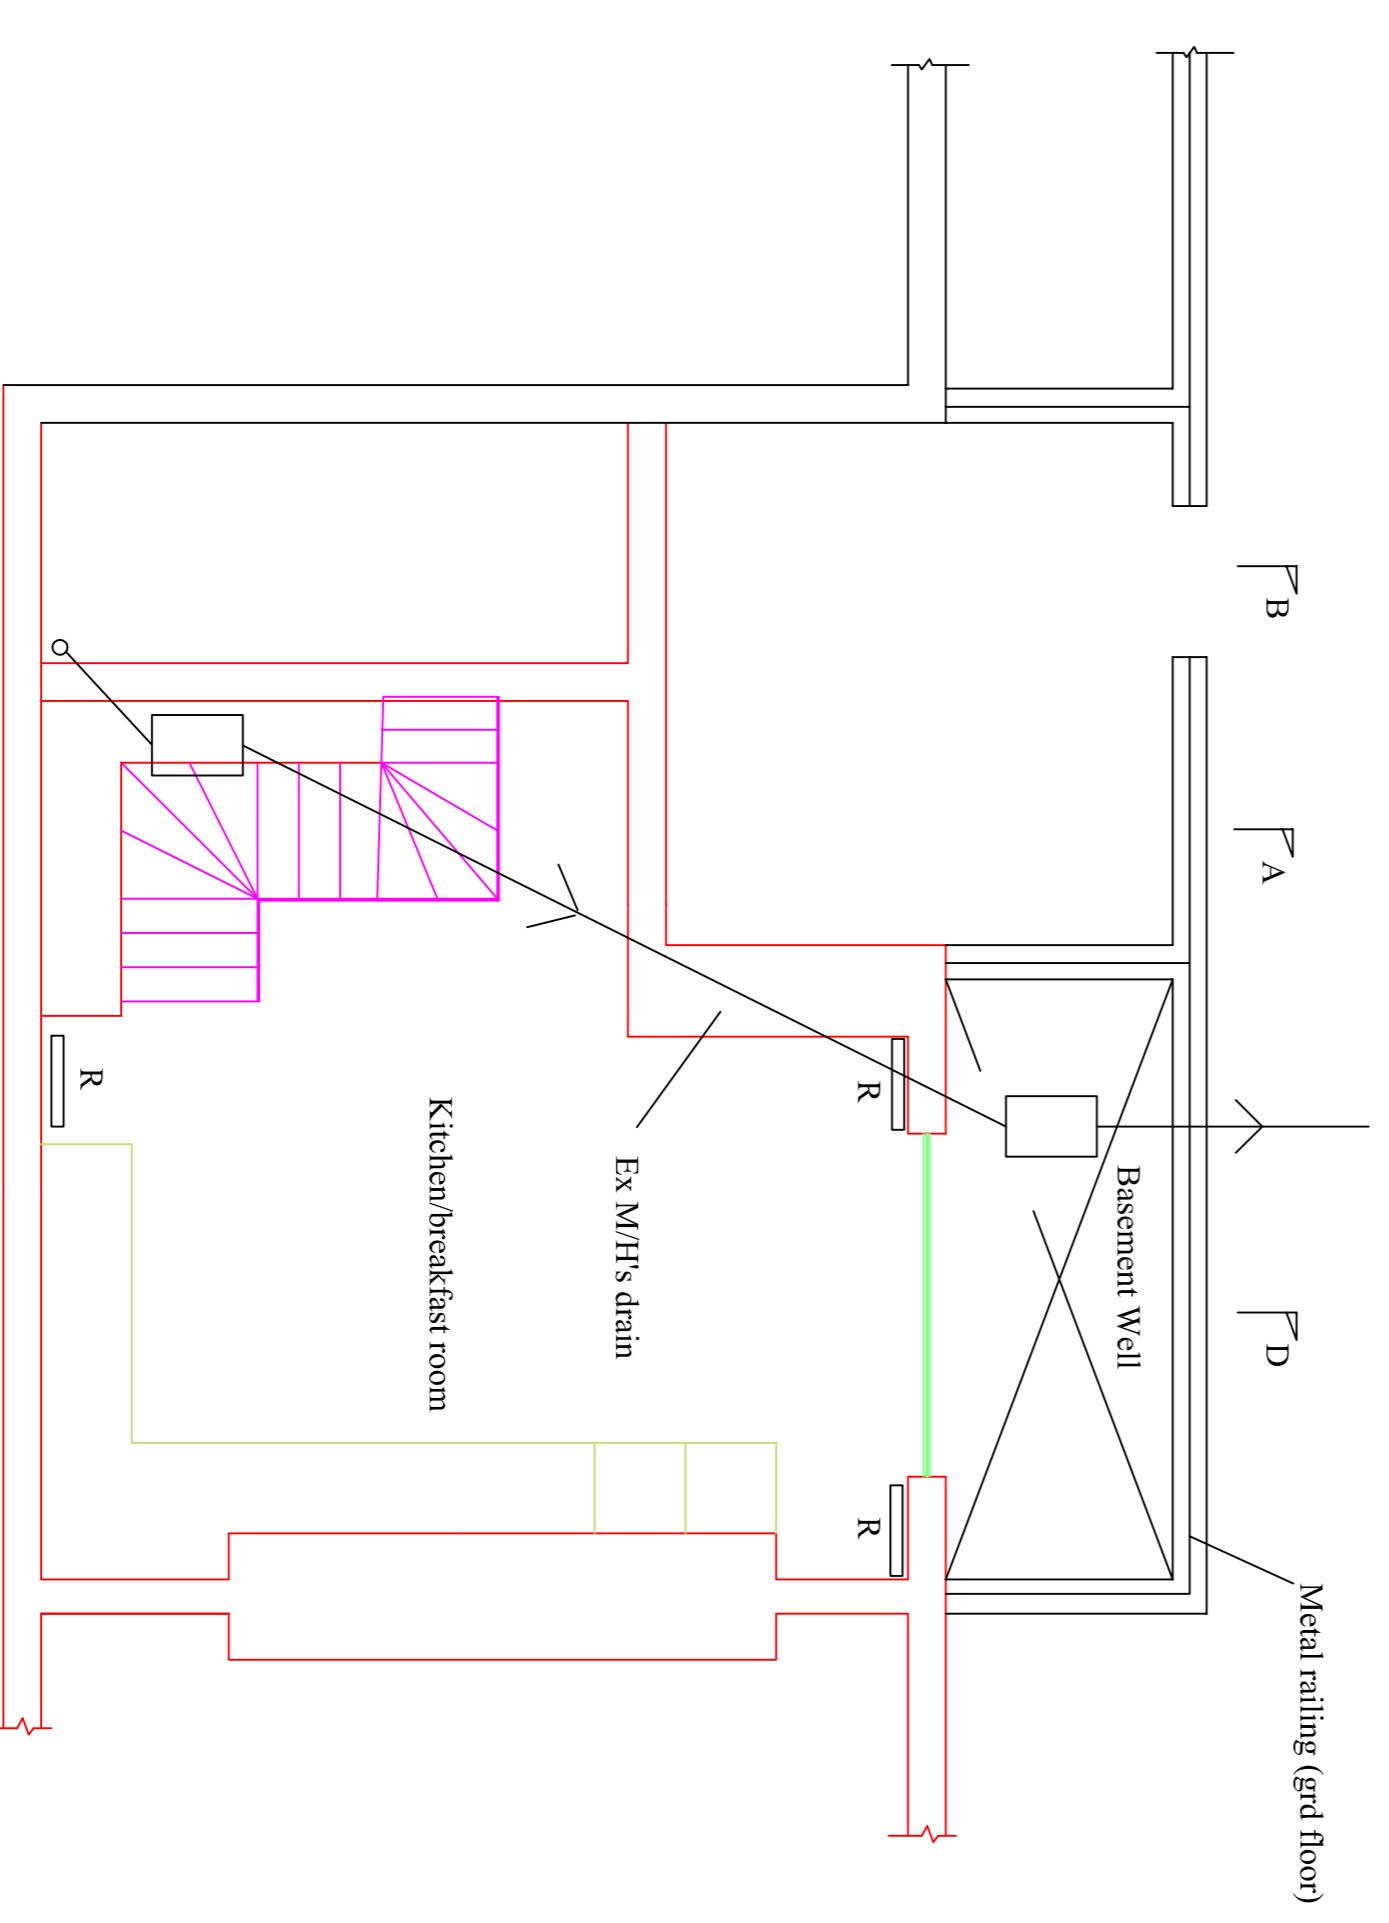 Metal railing (grd floor)
B
A
D
Basement Well
R
R
Ex M/H's drain
Kitchen/breakfast room
R